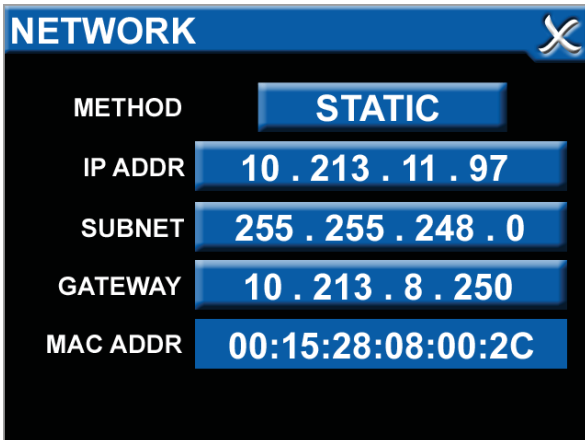 NETWORK
METHOD STATIC
IP ADDR 10 . 213 . 11 . 97
SUBNET 255 . 255 . 248 . 0
GATEWAY 10 . 213 . 8 . 250
MAC ADDR 00:15:28:08:00:2C